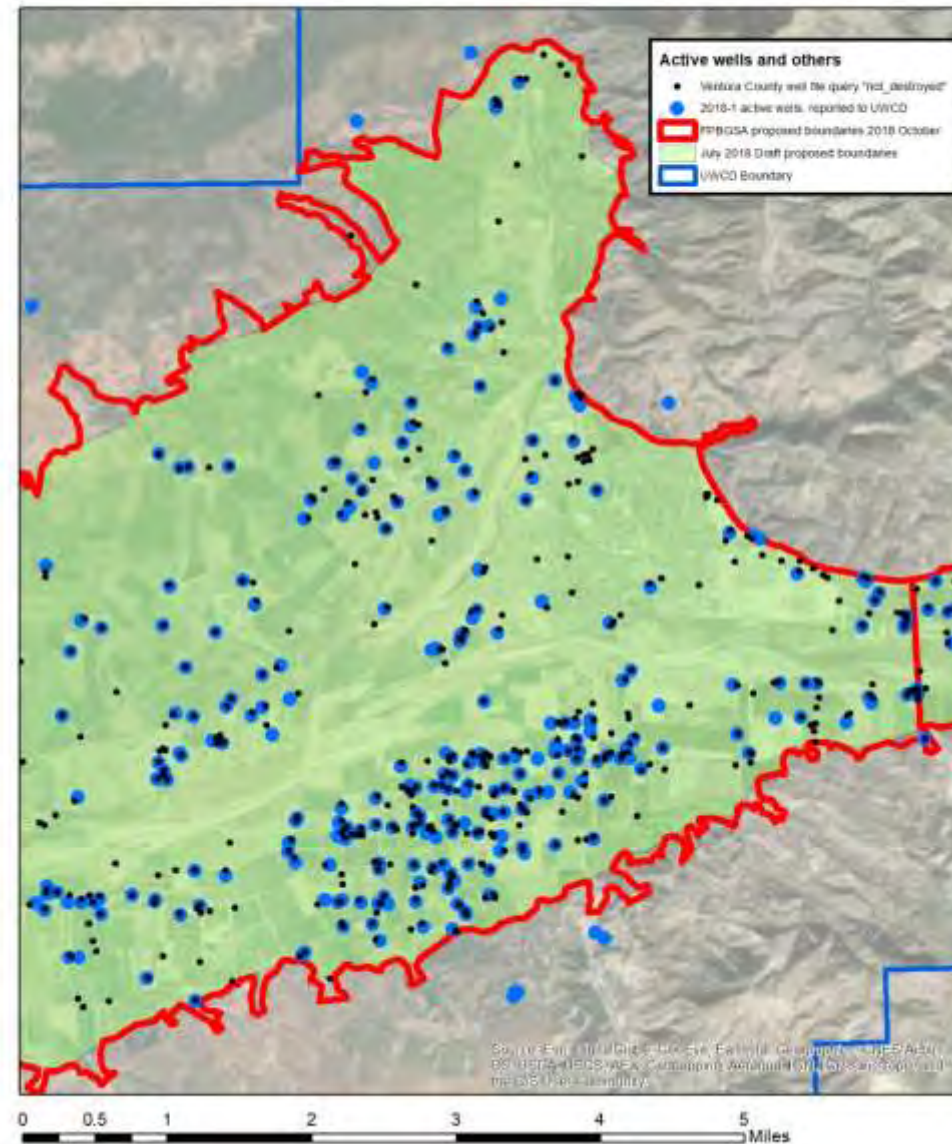 Active wells and others
Ventura County well file query "not_destroyed"
2018-1 active wells, reported to UWCD
FPBGSA proposed boundaries 2018 October
July 2018 Draft proposed boundaries
UWCD Boundary
0 0.5 1 2 3 4 5
Miles